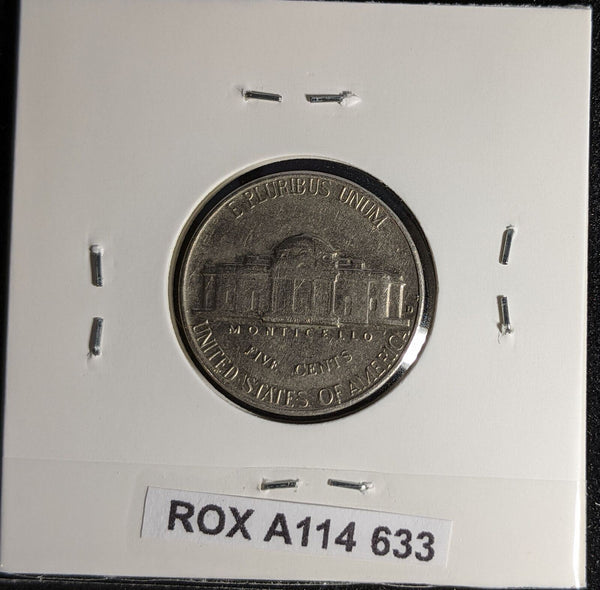 E·PLURIBUS UNUM
MONTICELLO
FIVE CENTS
UNITED STATES OF AMERICA
ROX A114 633